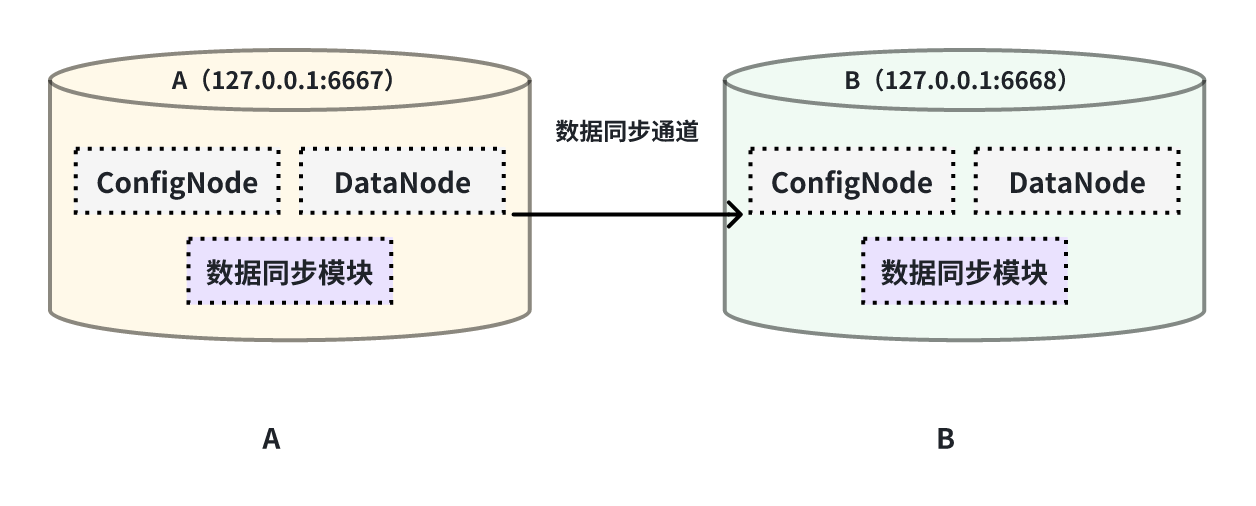 A（127.0.0.1:6667）
B（127.0.0.1:6668）
数据同步通道
ConfigNode
DataNode
ConfigNode
DataNode
数据同步模块
数据同步模块
A
B